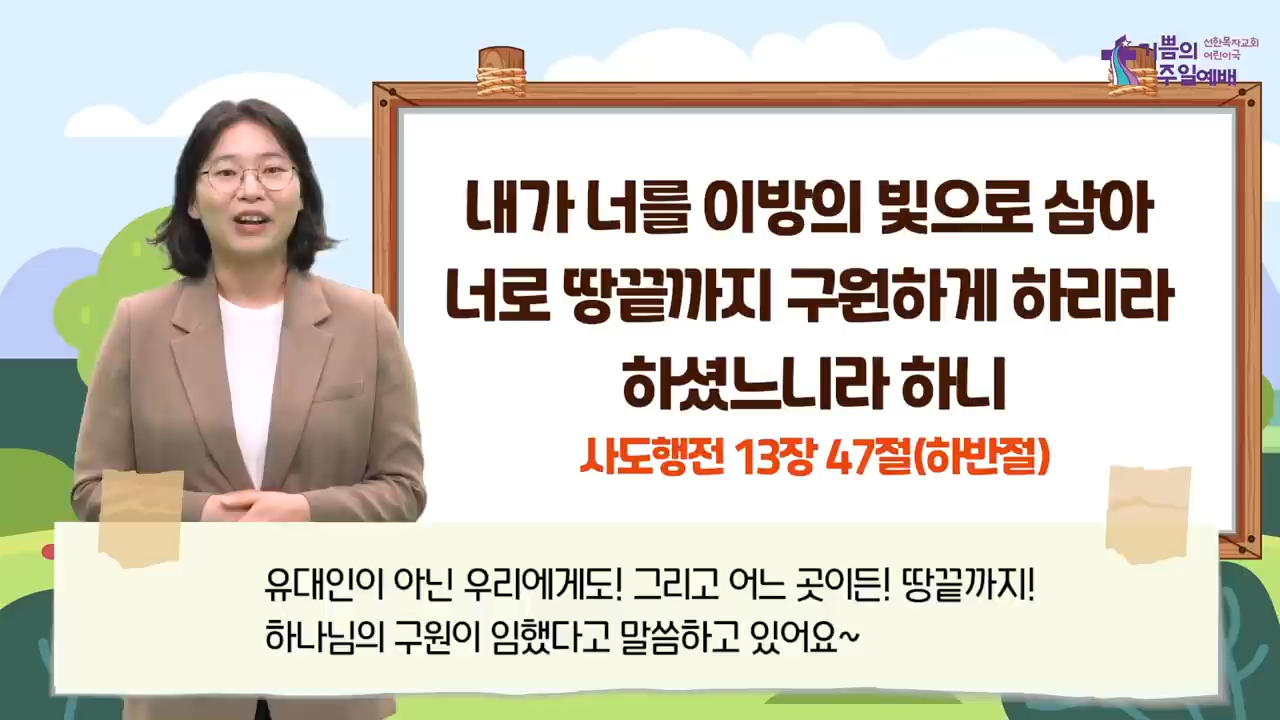 기쁨의
주일예배
선한목자교회
어린이국
내가 너를 이방의 빛으로 삼아
너로 땅끝까지 구원하게 하리라
하셨느니라 하니
사도행전 13장 47절(하반절)
유대인이 아닌 우리에게도! 그리고 어느 곳이든! 땅끝까지!
하나님의 구원이 임했다고 말씀하고 있어요~